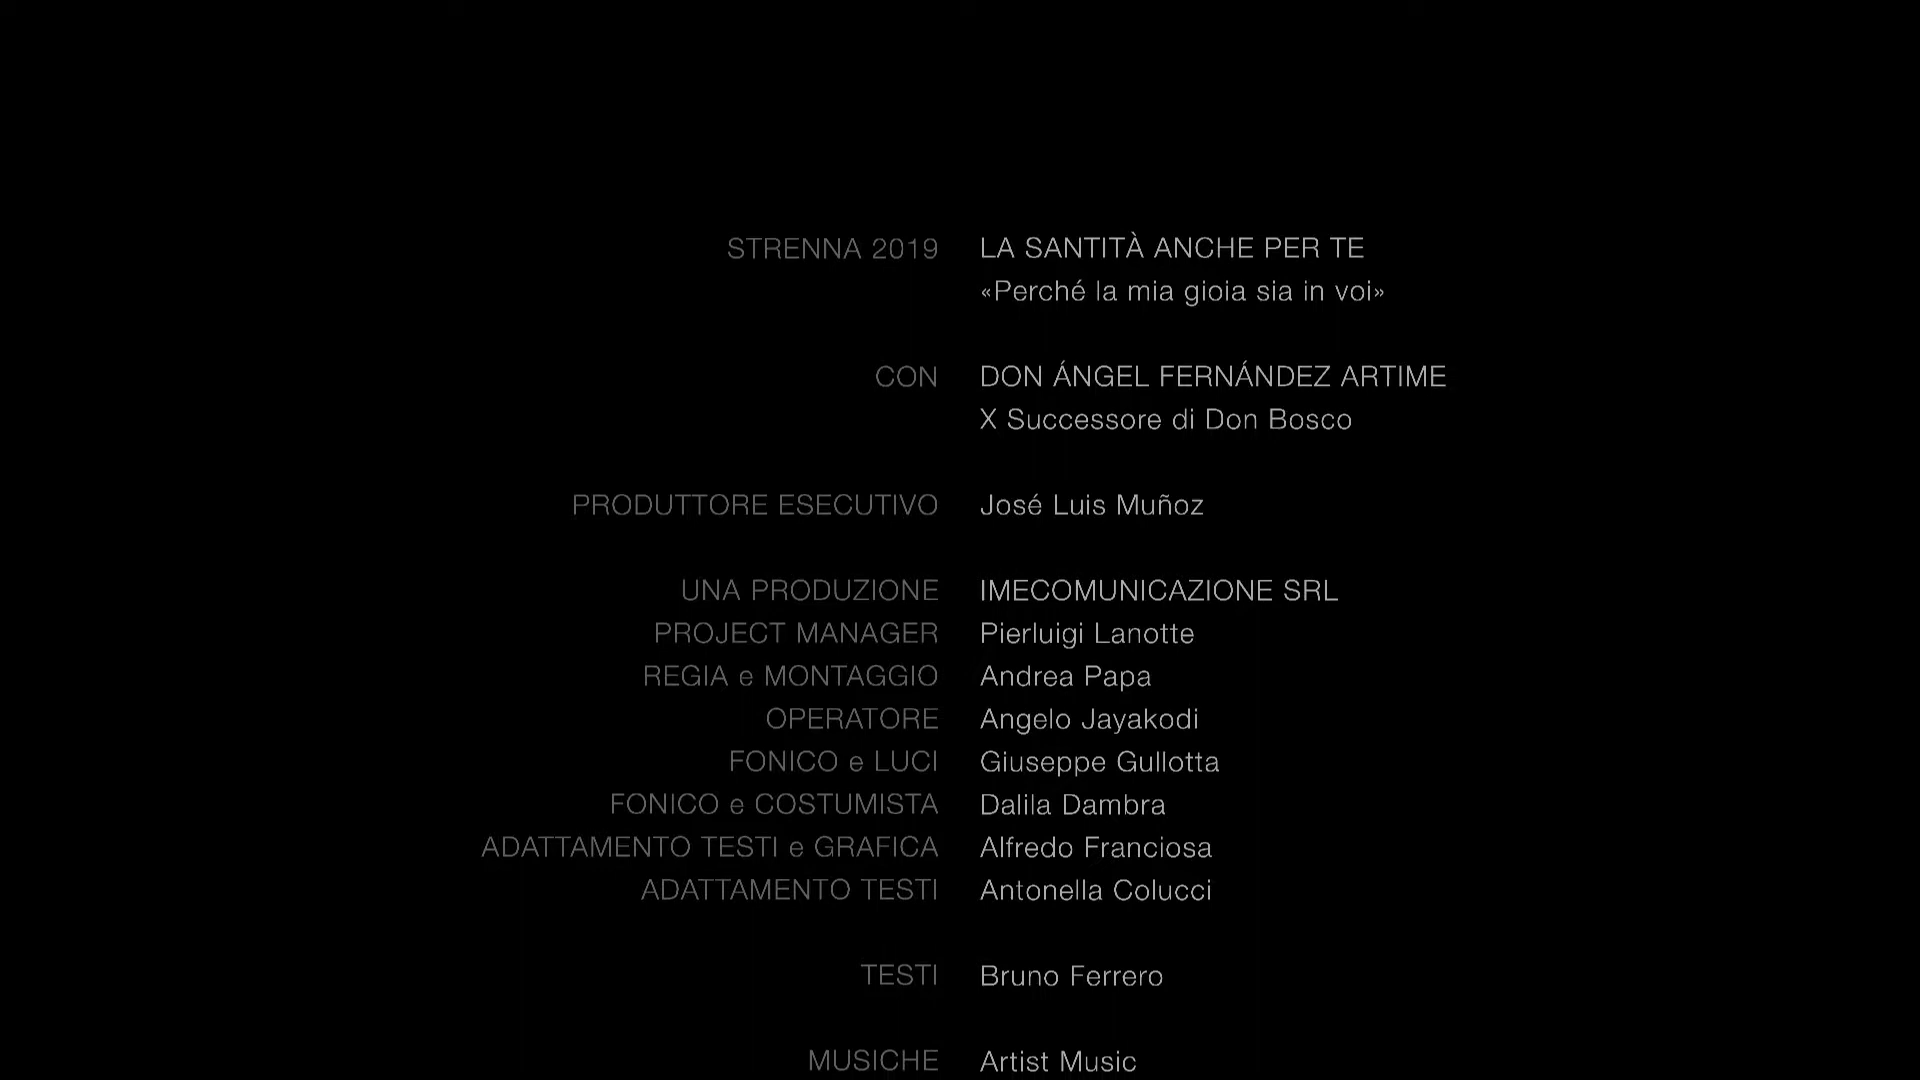 STRENNA 2019 LA SANTITÀ ANCHE PER TE
«Perché la mia gioia sia in voi»
CON DON ÁNGEL FERNÁNDEZ ARTIME
X Successore di Don Bosco
PRODUTTORE ESECUTIVO José Luis Muñoz
UNA PRODUZIONE IMECOMUNICAZIONE SRL
PROJECT MANAGER Pierluigi Lanotte
REGIA e MONTAGGIO Andrea Papa
OPERATORE Angelo Jayakodi
FONICO e LUCI Giuseppe Gullotta
FONICO e COSTUMISTA Dalila Dambra
ADATTAMENTO TESTI e GRAFICA Alfredo Franciosa
ADATTAMENTO TESTI Antonella Colucci
TESTI Bruno Ferrero
MUSICHE Artist Music